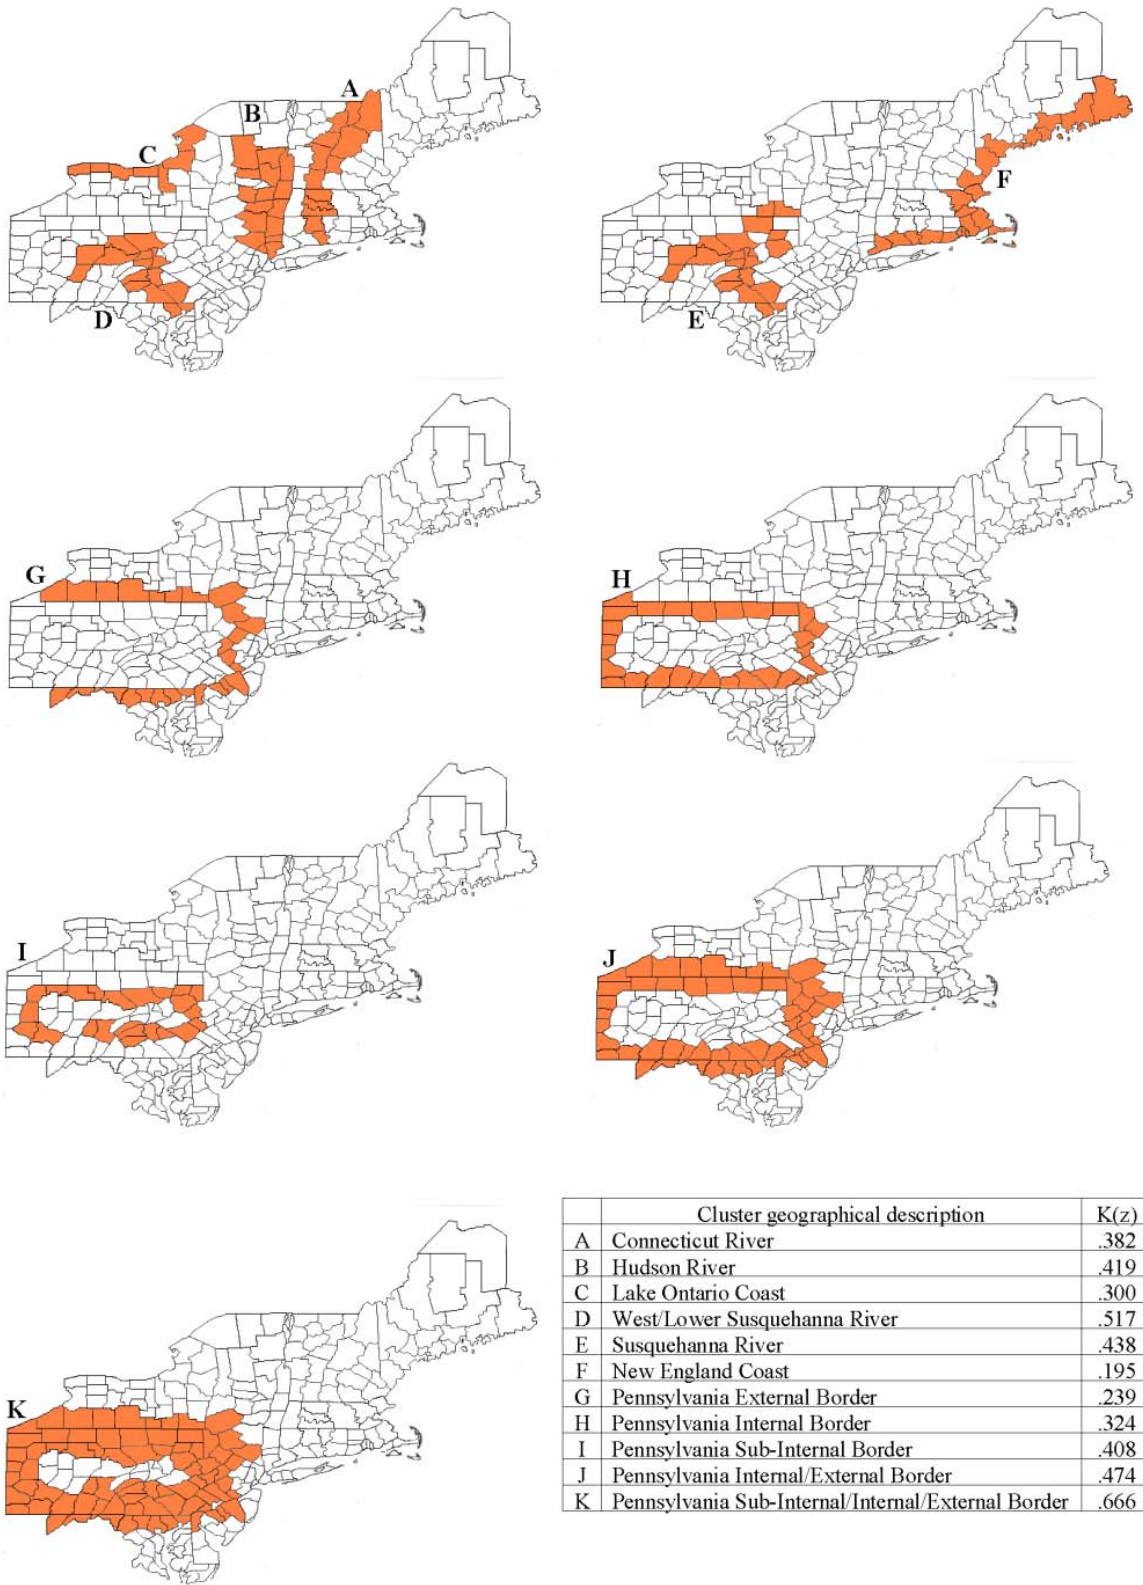 A
B
C
D
F
E
G
H
I
J
K
Cluster geographical description K(z)
A Connecticut River .382
B Hudson River .419
C Lake Ontario Coast .300
D West/Lower Susquehanna River .517
E Susquehanna River .438
F New England Coast .195
G Pennsylvania External Border .239
H Pennsylvania Internal Border .324
I Pennsylvania Sub-Internal Border .408
J Pennsylvania Internal/External Border .474
K Pennsylvania Sub-Internal/Internal/External Border .666